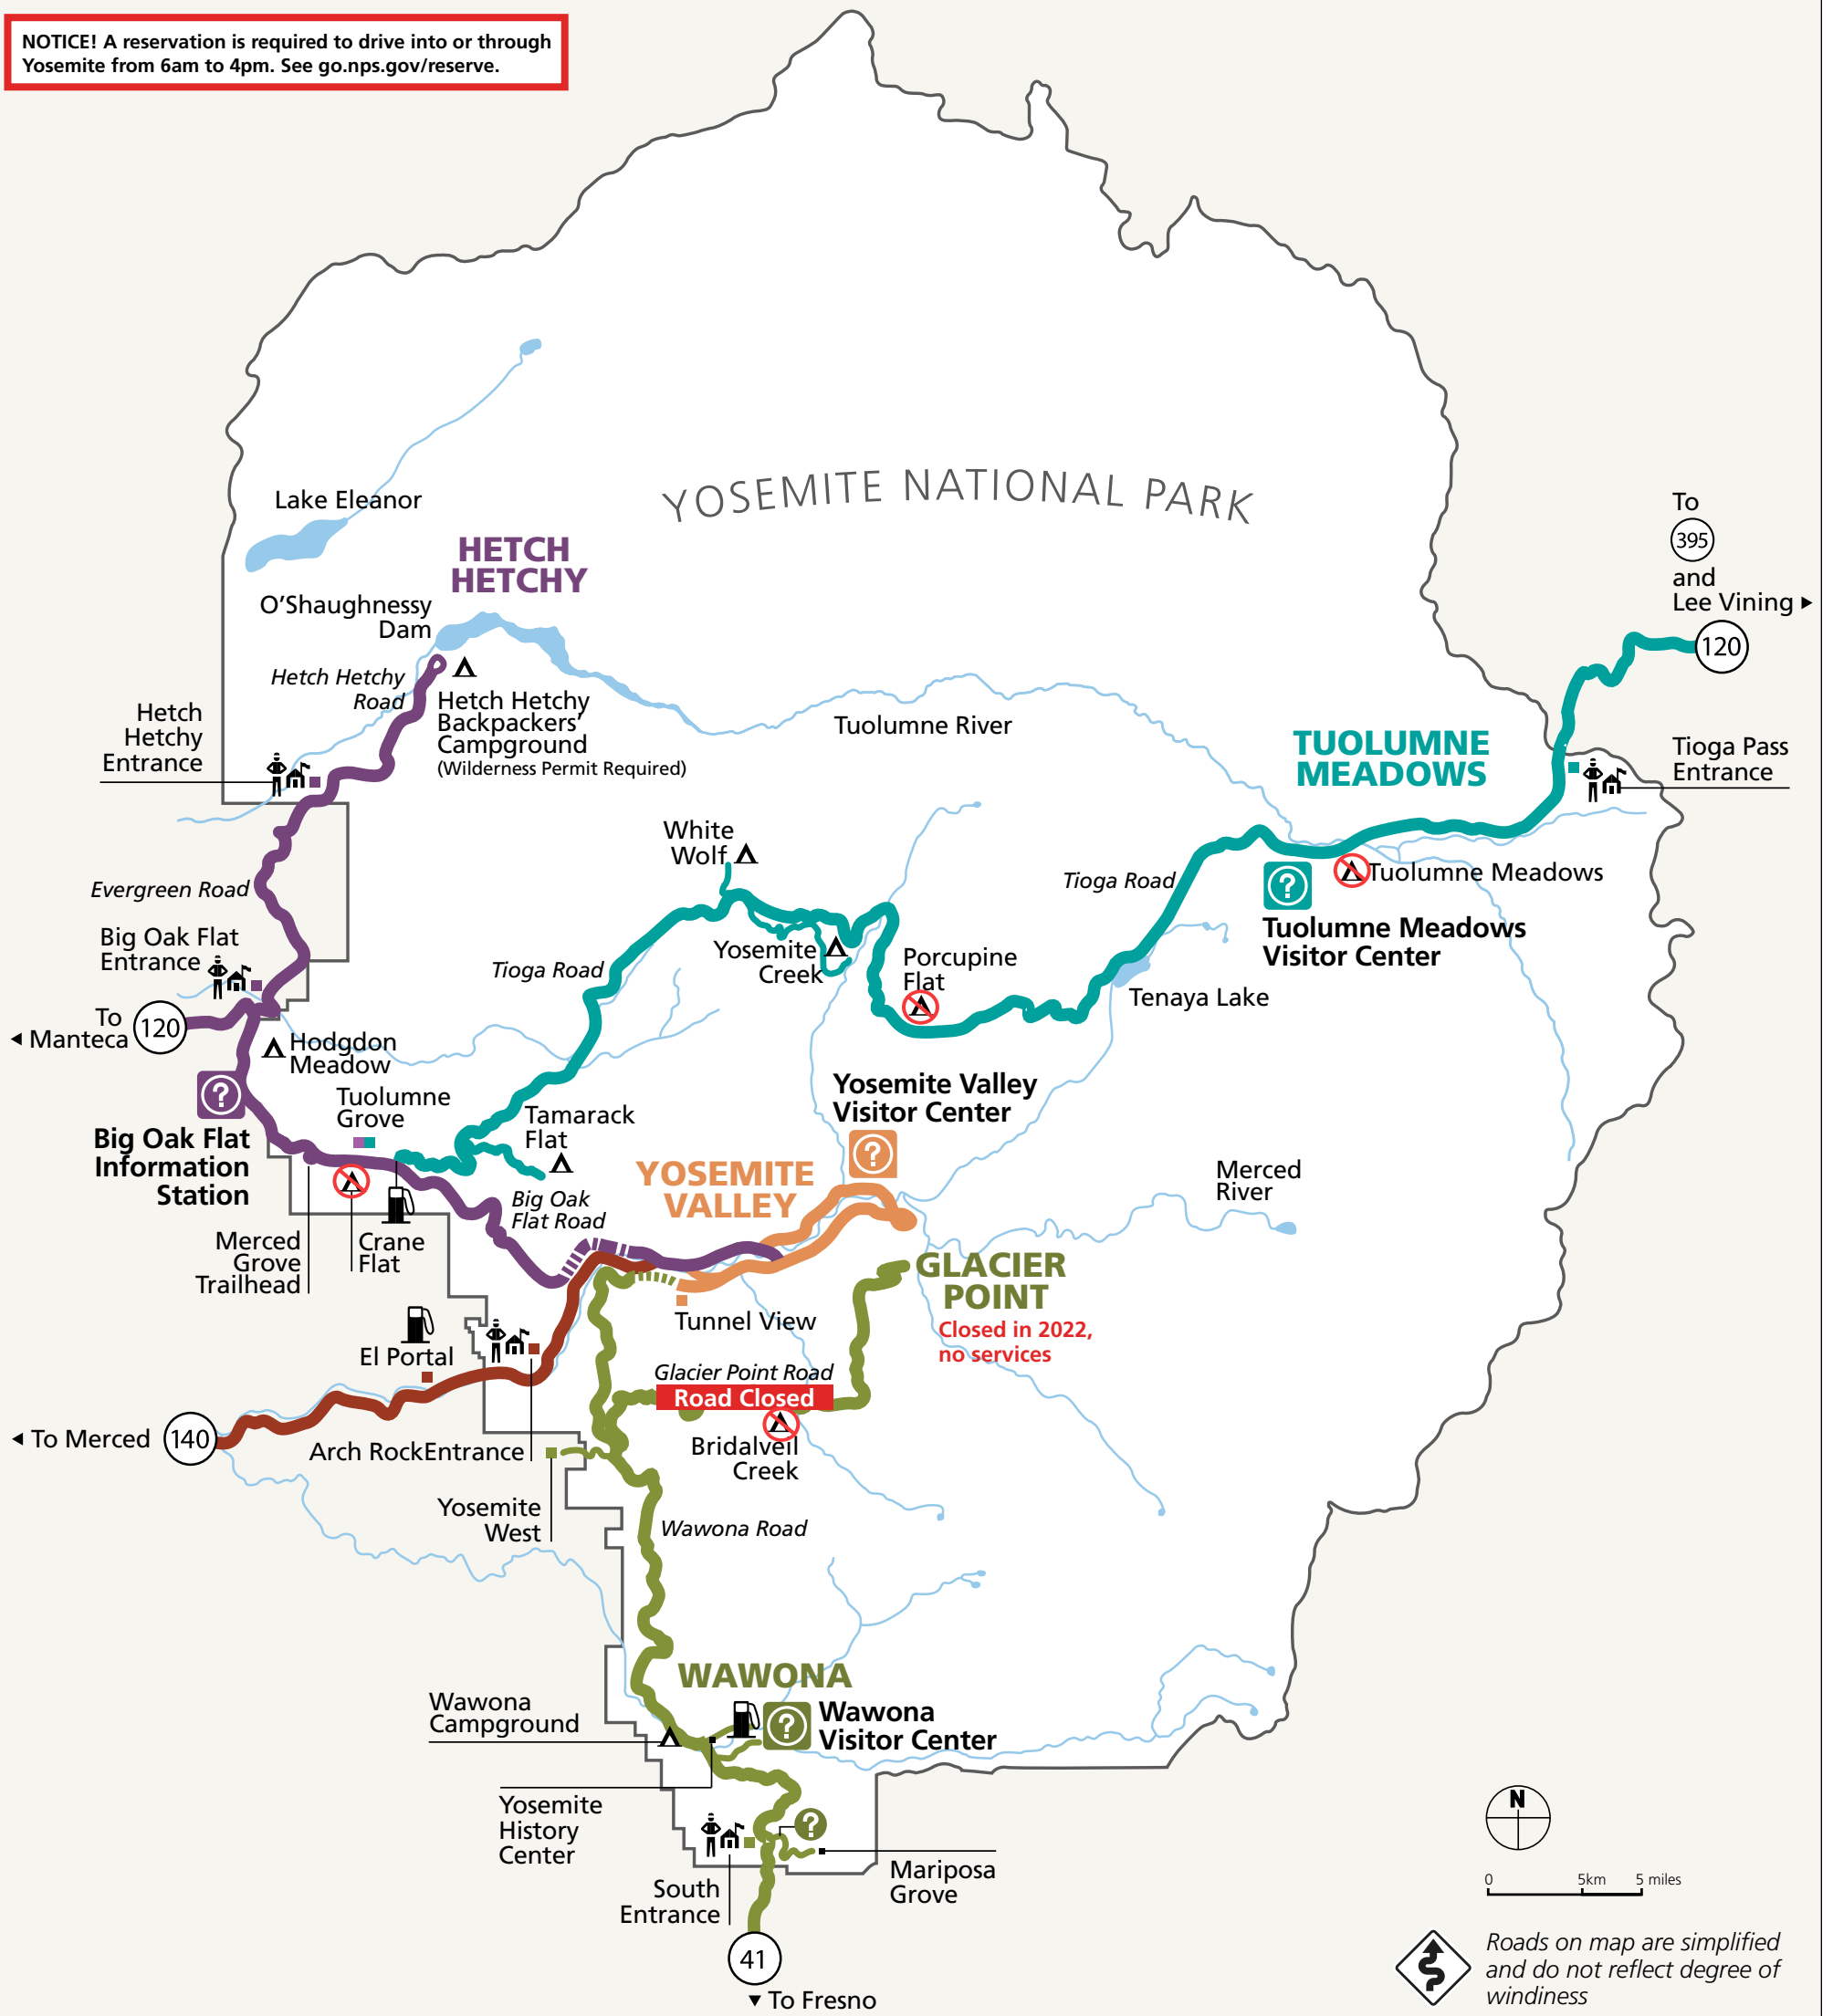 NOTICE! A reservation is required to drive into or through
Yosemite from 6am to 4pm. See go.nps.gov/reserve.
YOSEMITE NATIONAL PARK
To
395
and
Lee Vining
120
Lake Eleanor
HETCH
HETCHY
O'Shaughnessy
Dam
Hetch Hetchy
Road
Hetch Hetchy
Backpackers'
Campground
(Wilderness Permit Required)
Hetch
Hetchy
Entrance
Tuolumne River
TUOLUMNE
MEADOWS
Tioga Pass
Entrance
White
Wolf
Evergreen Road
Tioga Road
Tuolumne Meadows
?
Tuolumne Meadows
Visitor Center
Big Oak Flat
Entrance
Tioga Road
Yosemite
Creek
Porcupine
Flat
Tenaya Lake
To
Manteca
120
Hodgdon
Meadow
?
Big Oak Flat
Information
Station
Tuolumne
Grove
Tamarack
Flat
Yosemite Valley
Visitor Center
?
YOSEMITE
VALLEY
Merced
River
Big Oak
Flat Road
Merced
Grove
Trailhead
Crane
Flat
GLACIER
POINT
Closed in 2022,
no services
Tunnel View
El Portal
Glacier Point Road
Road Closed
To Merced
140
Arch RockEntrance
Bridalveil
Creek
Yosemite
West
Wawona Road
WAWONA
Wawona
Campground
?
Wawona
Visitor Center
Yosemite
History
Center
?
Mariposa
Grove
South
Entrance
41
To Fresno
N
0 5km 5 miles
Roads on map are simplified
and do not reflect degree of
windiness